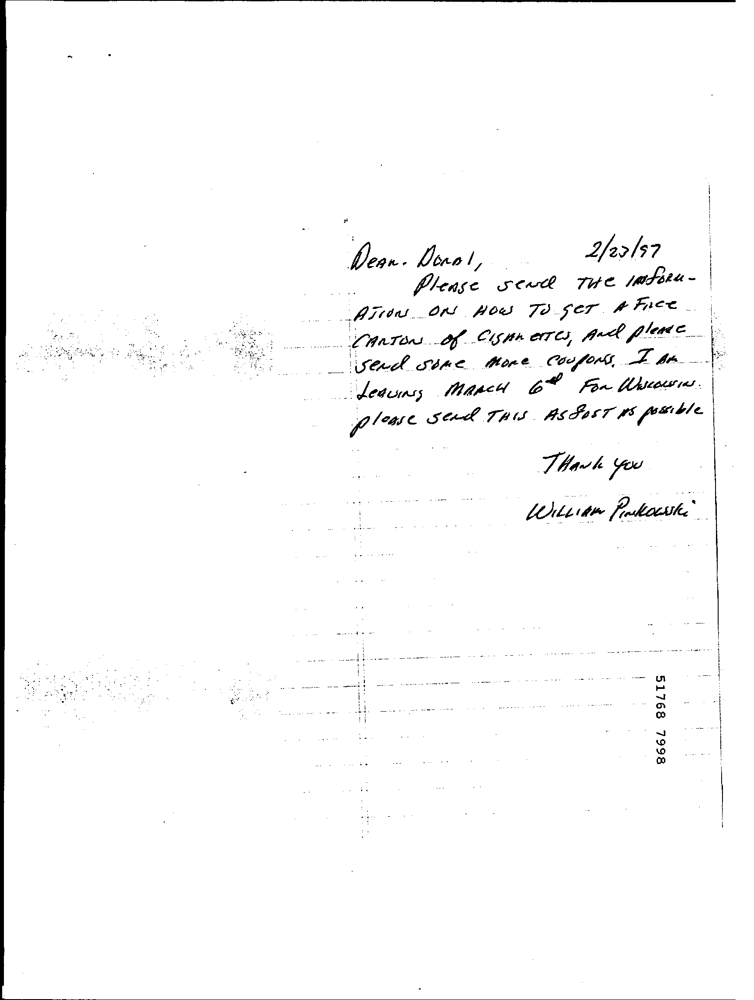 2/23/97
Dear. Doral,
Please send THE INFORM-
ATION ON HOW TO GET A FREE
CARTON of CIGARETTES, And please
send some more coupons. I AM
LEAVING MARCH 6th For Wisconsin.
please send THIS AS FAST AS possible
THANK you
WILLIAM Pinkowski
51768 7998